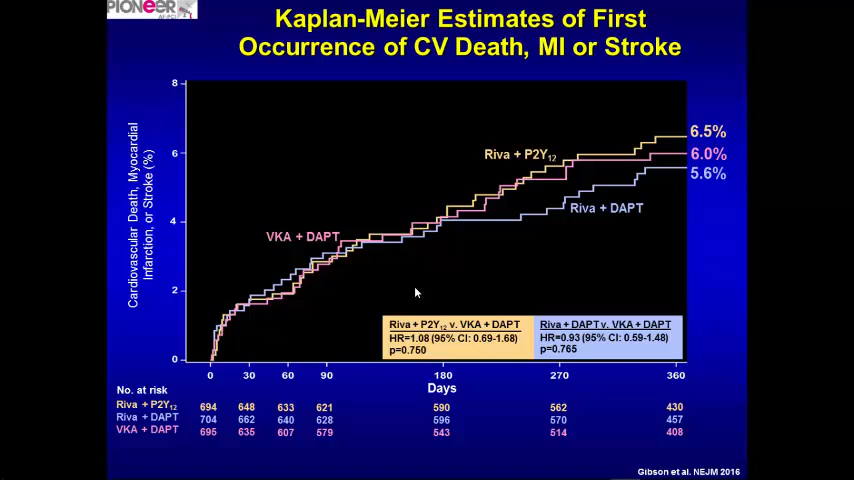 PIONEER
AF-PCI
Kaplan-Meier Estimates of First
Occurrence of CV Death, MI or Stroke
Cardiovascular Death, Myocardial
Infarction, or Stroke (%)
8
6
4
2
0
Riva + P2Y12
VKA + DAPT
Riva + DAPT
6.5%
6.0%
5.6%
Riva + P2Y12 v. VKA + DAPT
HR=1.08 (95% CI: 0.69-1.68)
p=0.750
Riva + DAPT v. VKA + DAPT
HR=0.93 (95% CI: 0.59-1.48)
p=0.765
0 30 60 90 180 270 360
Days
No. at risk
Riva + P2Y12 694 648 633 621 590 562 430
Riva + DAPT 704 662 640 628 596 570 457
VKA + DAPT 695 635 607 579 543 514 408
Gibson et al. NEJM 2016